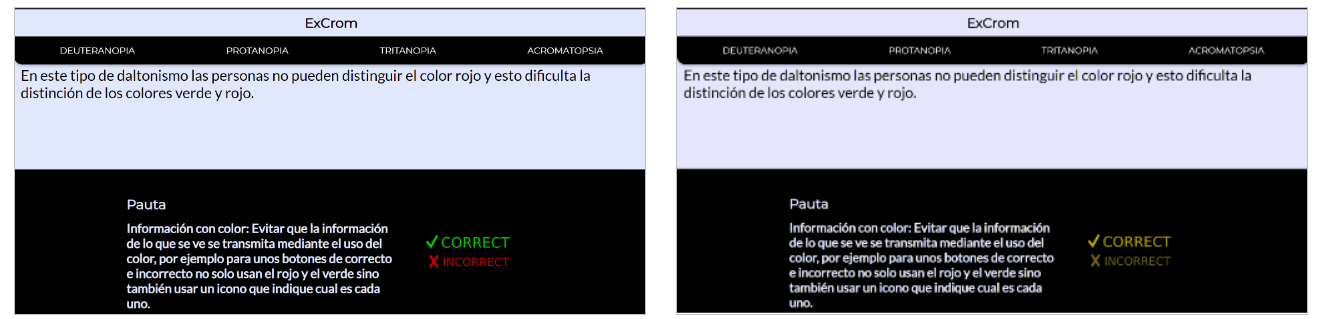 ExCrom
DEUTERANOPIA PROTANOPIA TRITANOPIA ACROMATOPSIA
En este tipo de daltonismo las personas no pueden distinguir el color rojo y esto dificulta la
distinción de los colores verde y rojo.
Pauta
Información con color: Evitar que la información
de lo que se ve se transmita mediante el uso del
color, por ejemplo para unos botones de correcto
e incorrecto no solo usan el rojo y el verde sino
también usar un icono que indique cual es cada
uno.
CORRECT
INCORRECT
ExCrom
DEUTERANOPIA PROTANOPIA TRITANOPIA ACROMATOPSIA
En este tipo de daltonismo las personas no pueden distinguir el color rojo y esto dificulta la
distinción de los colores verde y rojo.
Pauta
Información con color: Evitar que la información
de lo que se ve se transmita mediante el uso del
color, por ejemplo para unos botones de correcto
e incorrecto no solo usan el rojo y el verde sino
también usar un icono que indique cual es cada
uno.
CORRECT
INCORRECT